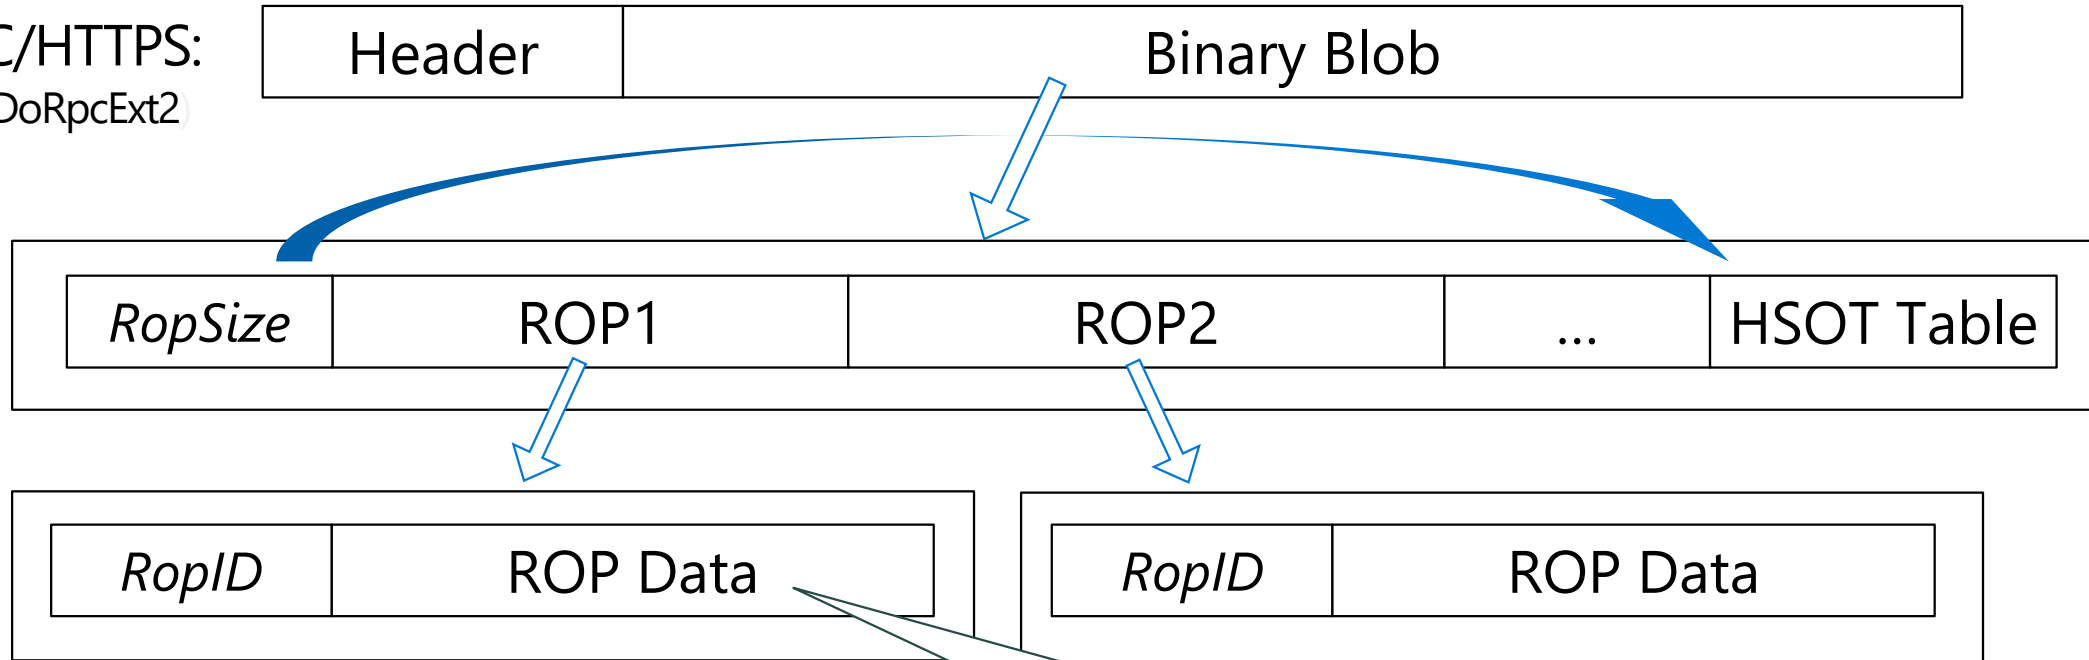 C/HTTPS:
Header
Binary Blob
DoRpcExt2)
RopSize
ROP1
ROP2
...
HSOT Table
RopID
ROP Data
RopID
ROP Data